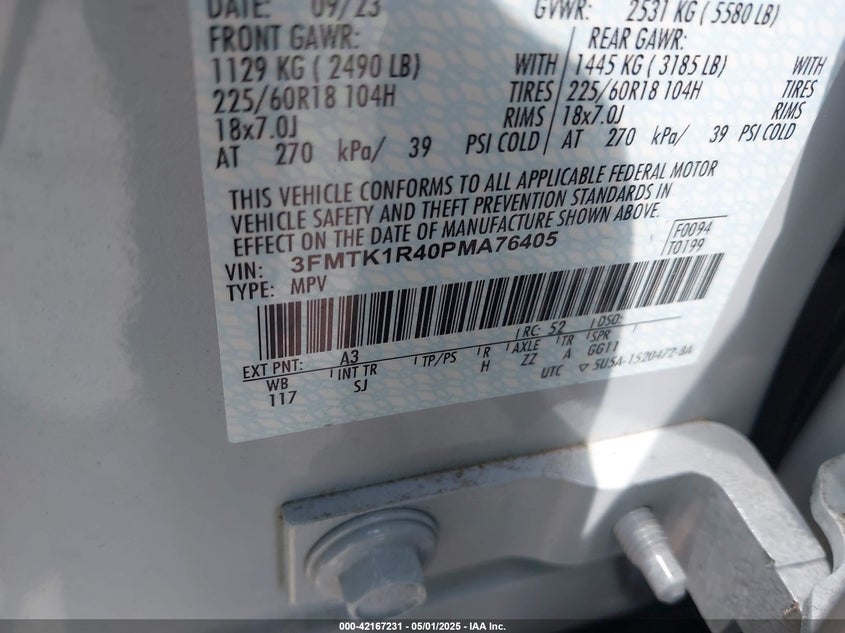 DATE: 09/23 GVWR: 2531 KG ( 5580 LB)
FRONT GAWR: REAR GAWR:
1129 KG ( 2490 LB) WITH 1445 KG ( 3185 LB) WITH
225/60R18 104H TIRES 225/60R18 104H TIRES
18x7.0J RIMS 18x7.0J RIMS
AT 270 kPa/ 39 PSI COLD AT 270 kPa/ 39 PSI COLD
THIS VEHICLE CONFORMS TO ALL APPLICABLE FEDERAL MOTOR
VEHICLE SAFETY AND THEFT PREVENTION STANDARDS IN
EFFECT ON THE DATE OF MANUFACTURE SHOWN ABOVE.
VIN: 3FMTK1R40PMA76405 F0094
TYPE: MPV T0199
EXT PNT: A3 RC: 52 DSO:
WB INT TR TP/PS R AXLE TR SPR
117 SJ H ZZ A GG11
UTC ▽ 5U5A-1520472-BA
000-42167231 - 05/01/2025 - IAA Inc.